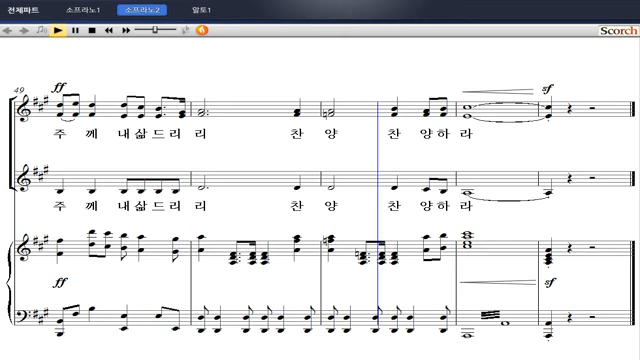 전체파트 소프라노1 소프라노2 알토1
Scorch
49 ff sf
주 께 내 삶 드 리 리 찬 양 찬 양 하 라
주 께 내 삶 드 리 리 찬 양 찬 양 하 라
ff sf